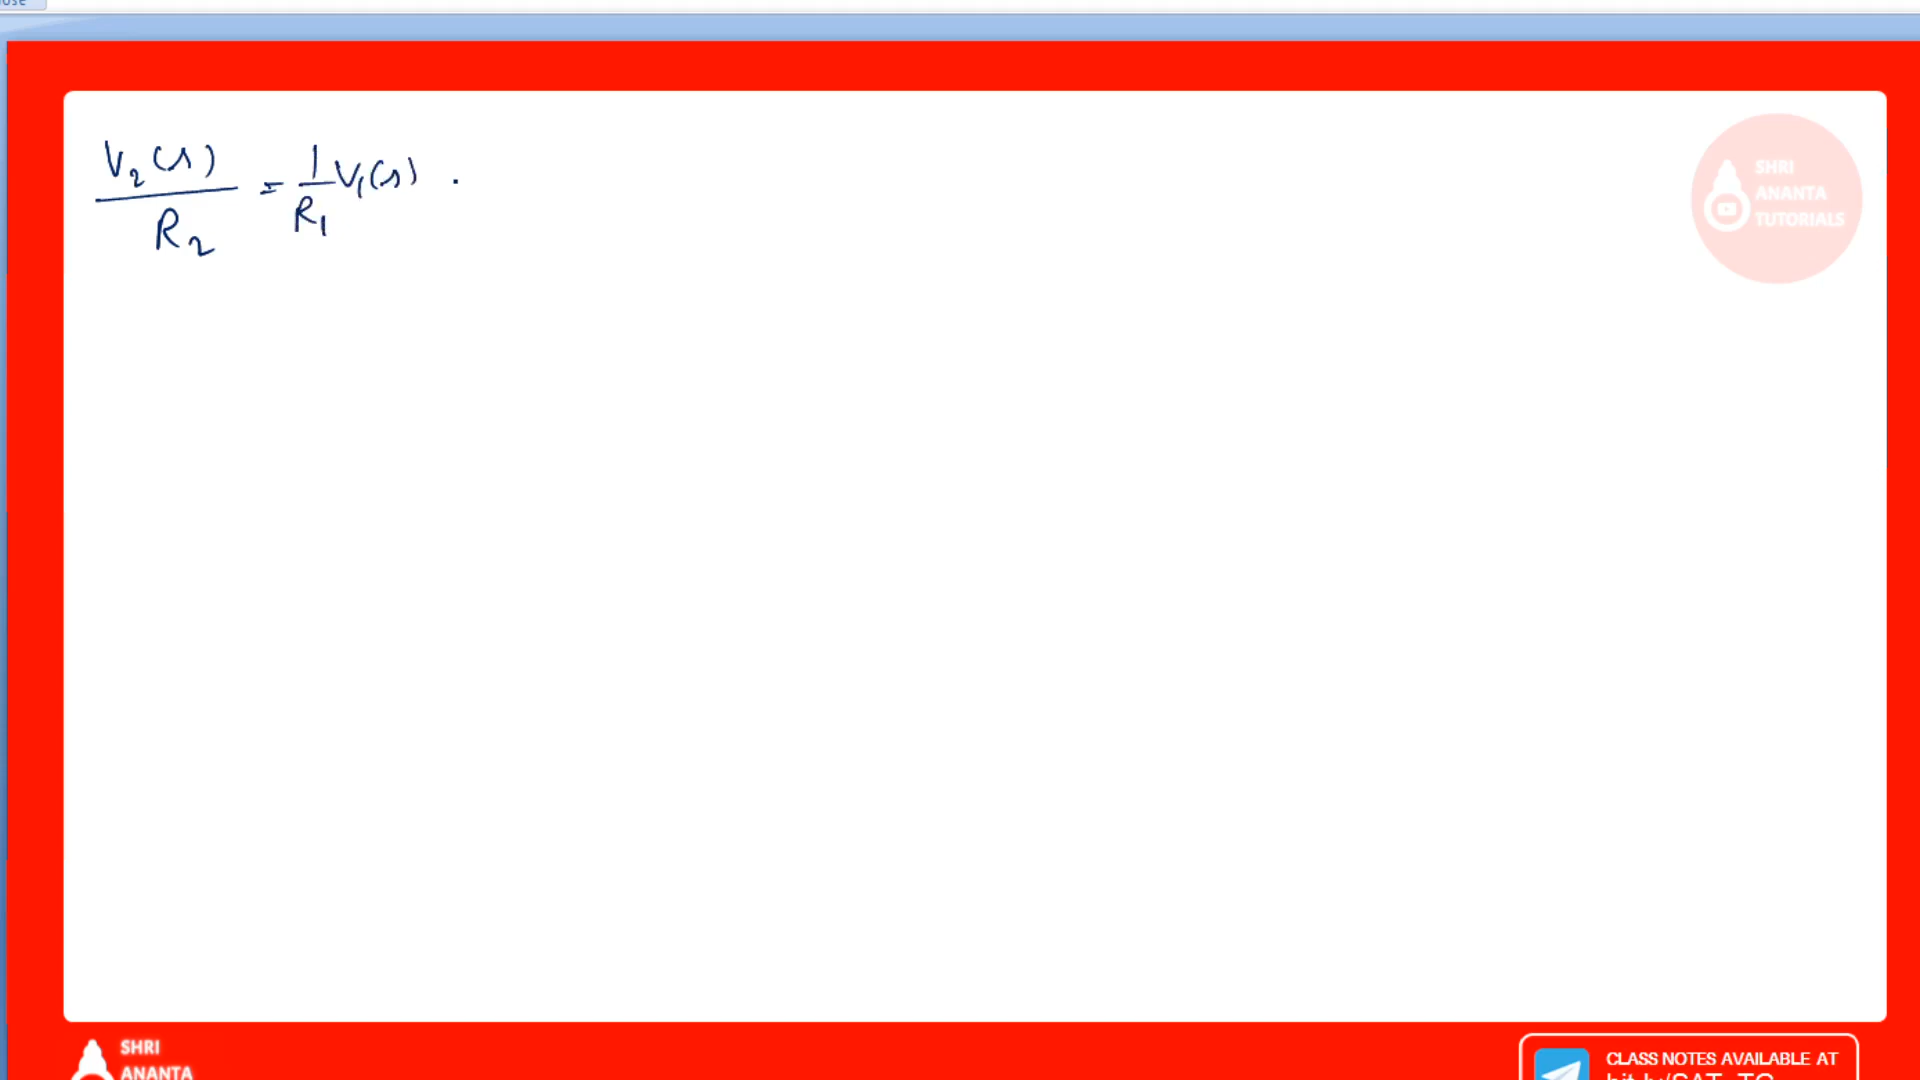 V₂(s)/R₂ = 1/R₁ V₁(s) .
SHRI
ANANTA
TUTORIALS
SHRI
ANANTA
CLASS NOTES AVAILABLE AT